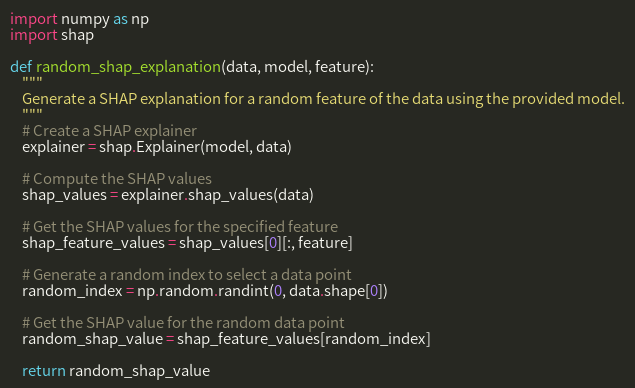 import numpy as np
import shap
def random_shap_explanation(data, model, feature):
"""
Generate a SHAP explanation for a random feature of the data using the provided model.
"""
# Create a SHAP explainer
explainer = shap.Explainer(model, data)
# Compute the SHAP values
shap_values = explainer.shap_values(data)
# Get the SHAP values for the specified feature
shap_feature_values = shap_values[0][:, feature]
# Generate a random index to select a data point
random_index = np.random.randint(0, data.shape[0])
# Get the SHAP value for the random data point
random_shap_value = shap_feature_values[random_index]
return random_shap_value